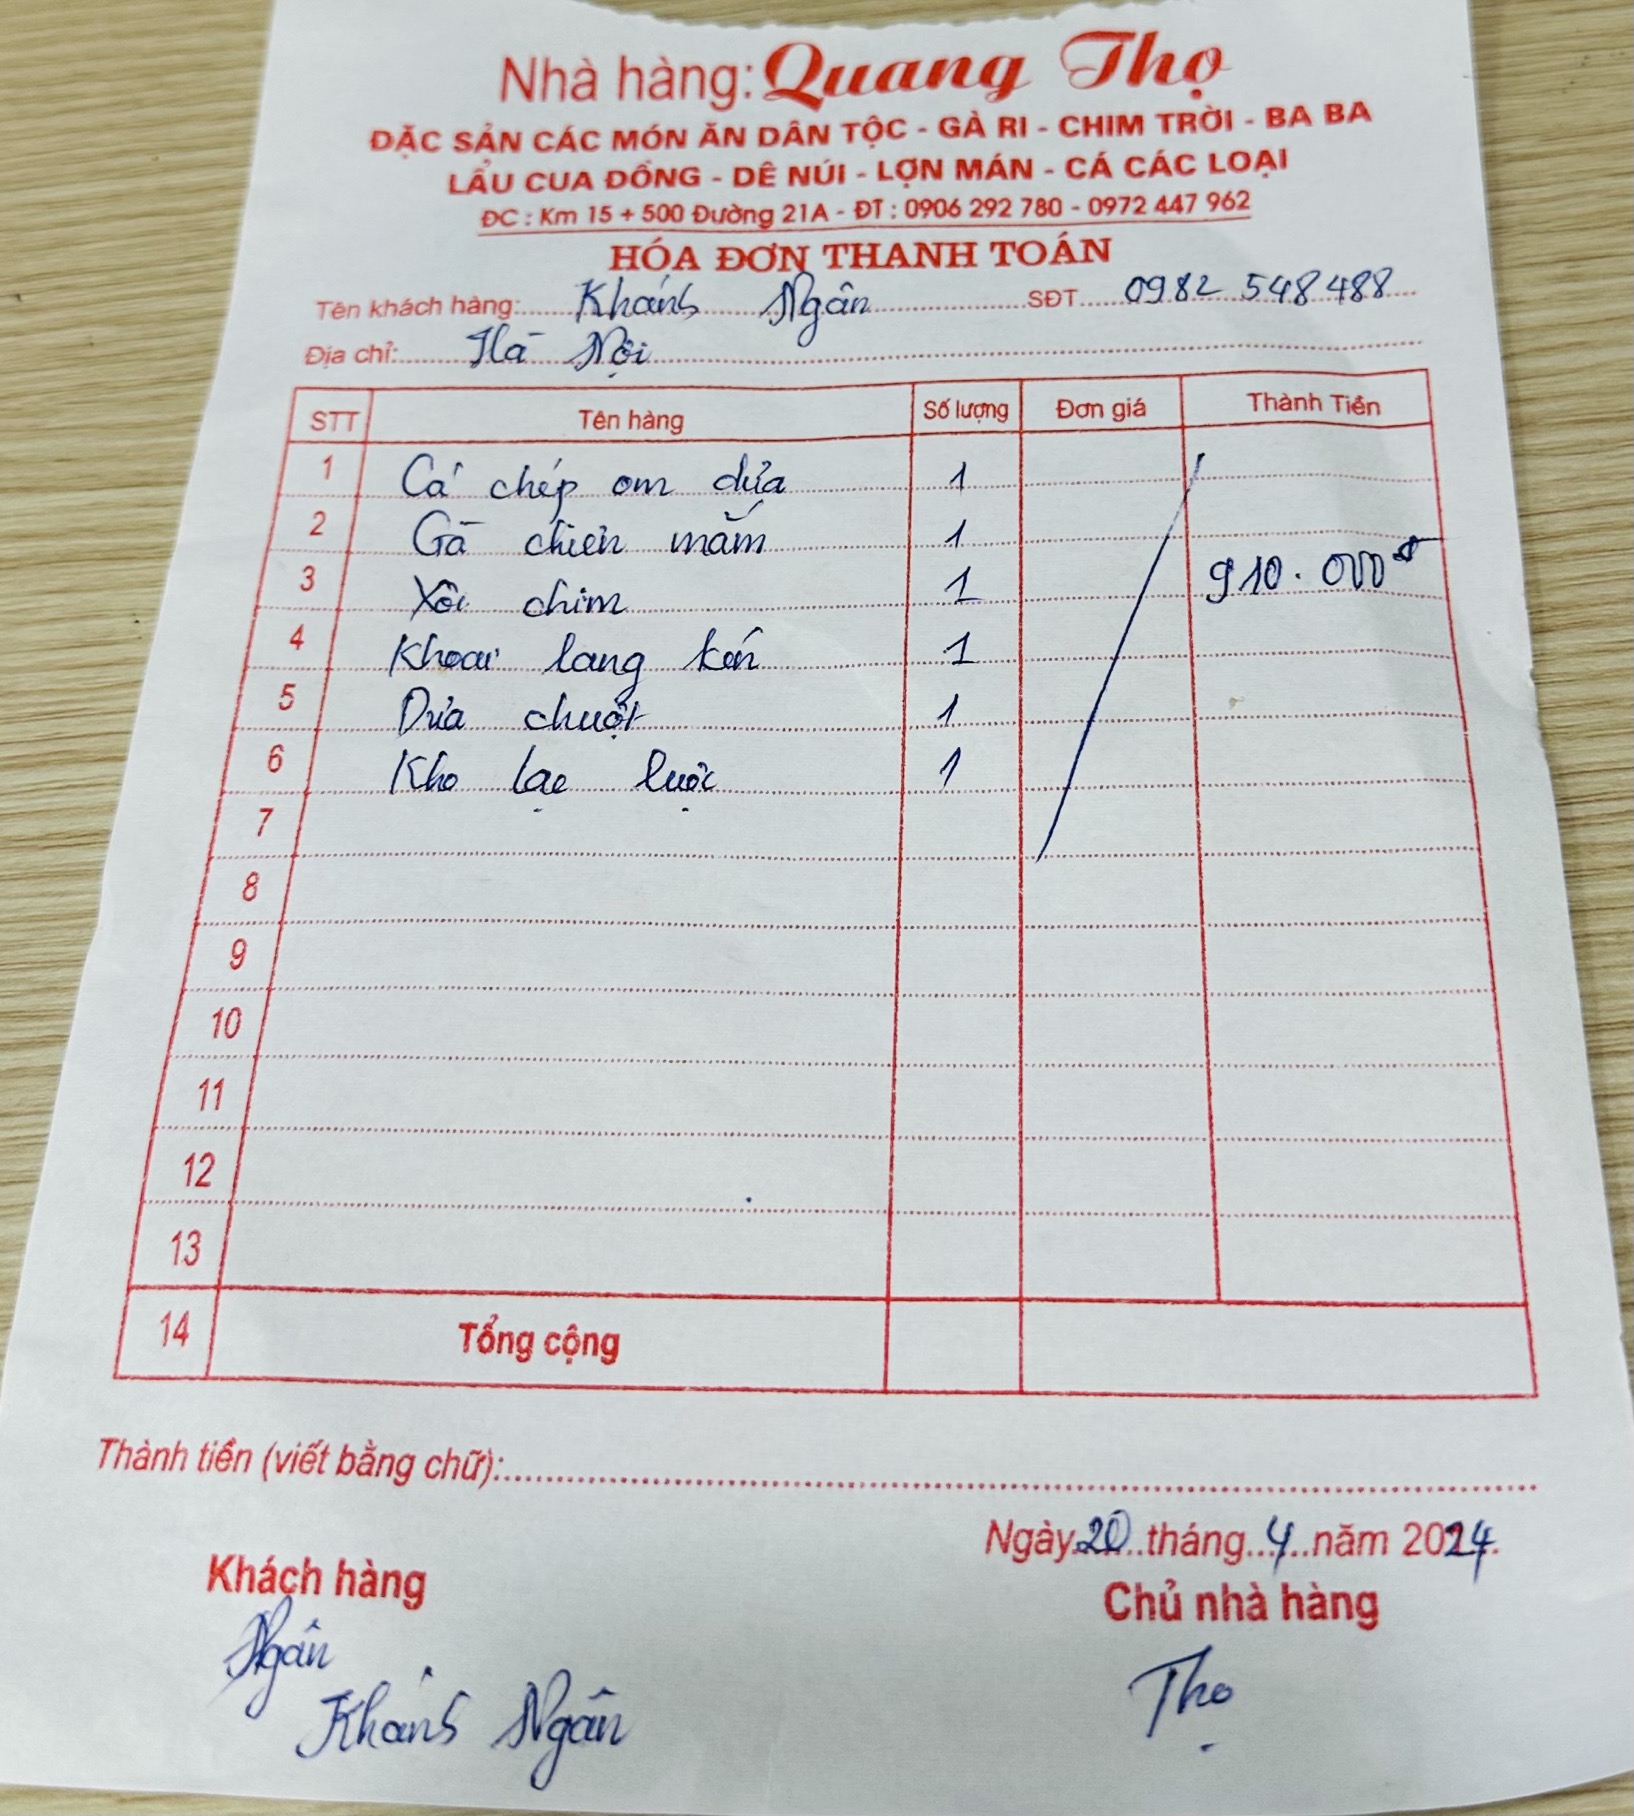 Nhà hàng: Quang Thọ
ĐẶC SẢN CÁC MÓN ĂN DÂN TỘC - GÀ RI - CHIM TRỜI - BA BA
LẨU CUA ĐỒNG - DÊ NÚI - LỢN MÁN - CÁ CÁC LOẠI
ĐC : Km 15 + 500 Đường 21A - ĐT : 0906 292 780 - 0972 447 962
HÓA ĐƠN THANH TOÁN
Tên khách hàng: Khánh Ngân SĐT 0982 548 488
Địa chỉ: Hà Nội
STT Tên hàng Số lượng Đơn giá Thành Tiền
1 Cá chép om dưa 1
2 Gà chiên mắm 1
3 Xôi chim 1 910.000đ
4 Khoai lang kén 1
5 Dưa chuột 1
6 Kho lạc luộc 1
7
8
9
10
11
12
13
14 Tổng cộng
Thành tiền (viết bằng chữ):
Ngày 20 tháng 4 năm 2024
Khách hàng Chủ nhà hàng
Ngân Thọ
Khánh Ngân